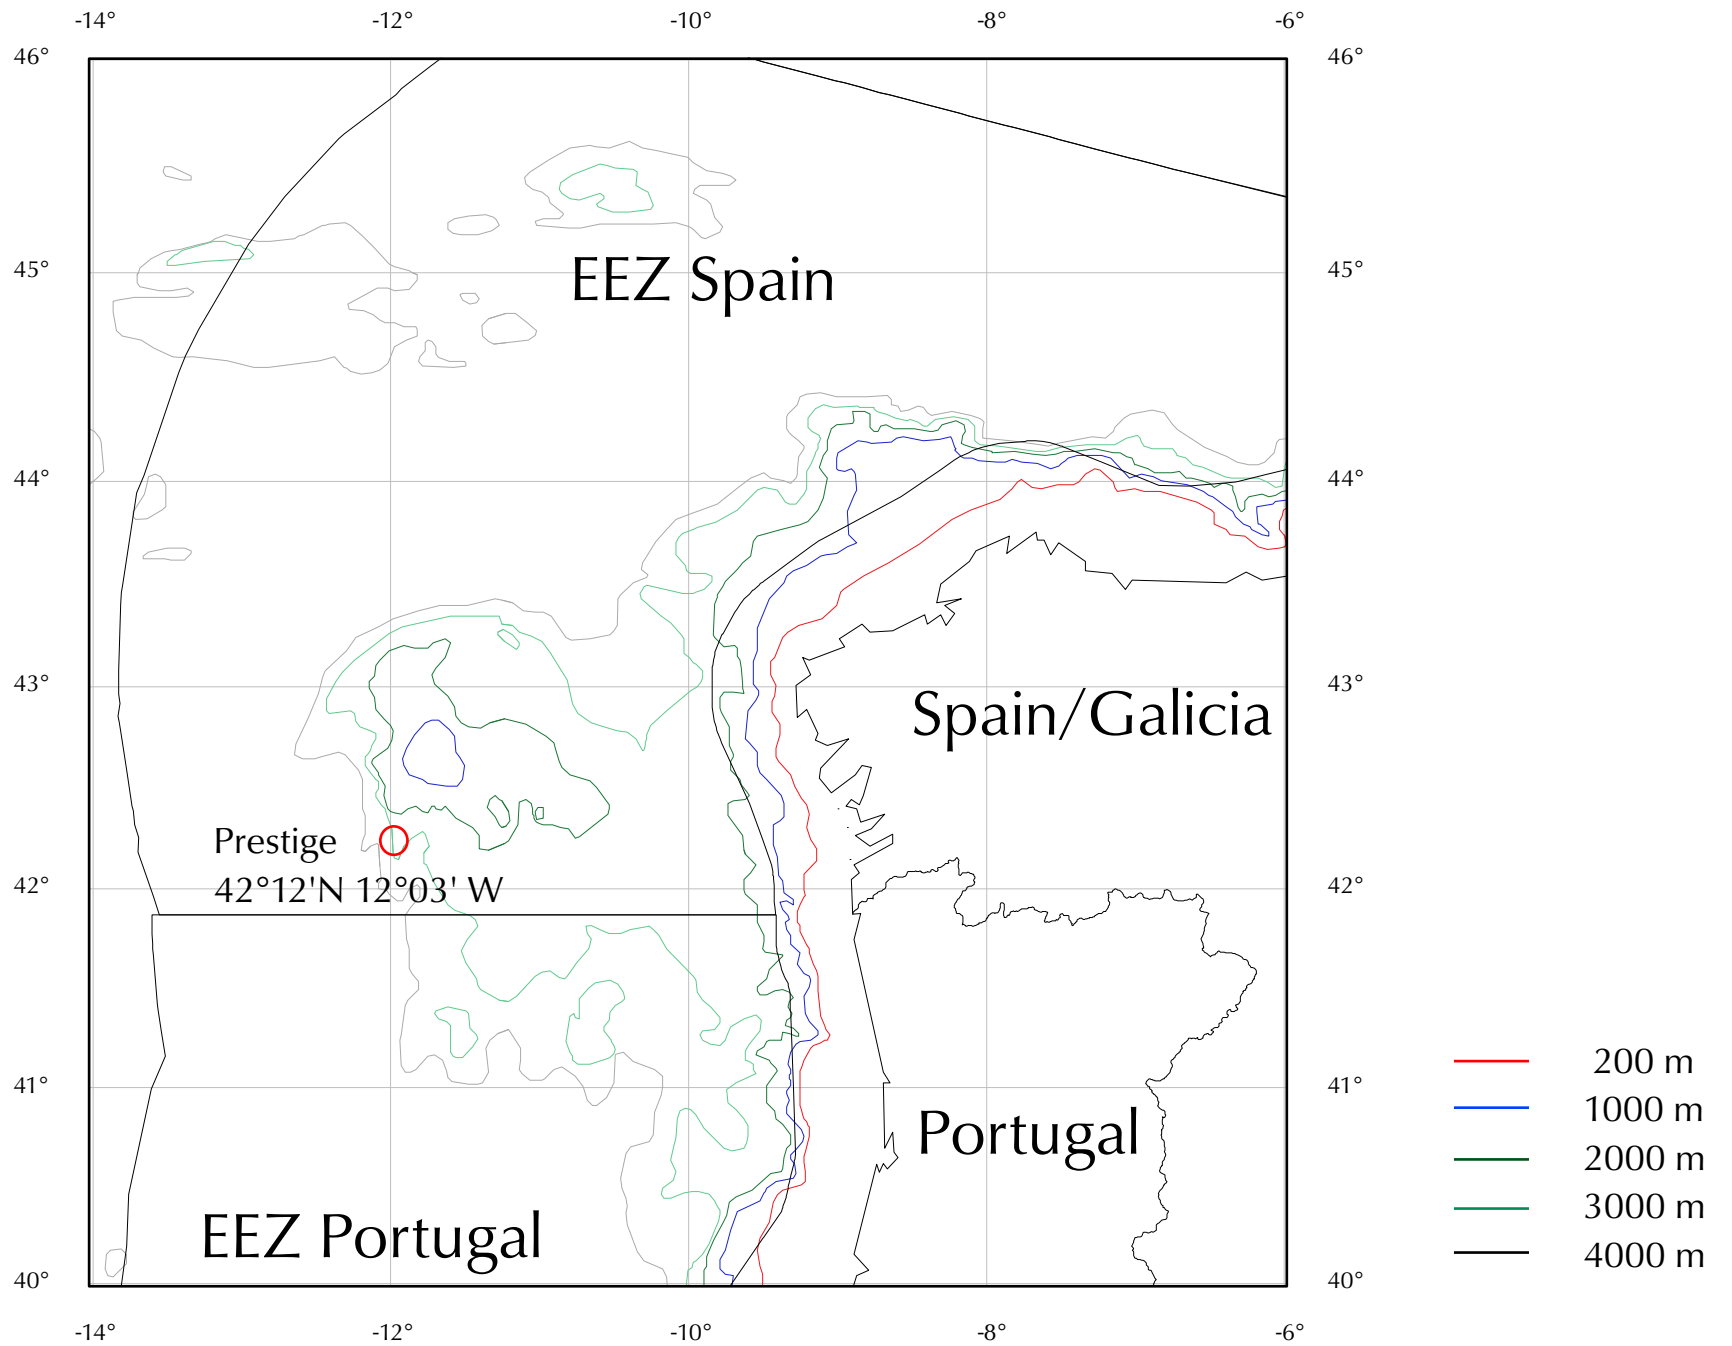 -14° -12° -10° -8° -6°
46° 46°
EEZ Spain
45° 45°
44° 44°
43° 43°
Spain/Galicia
Prestige
42°12'N 12°03' W
42° 42°
200 m
41° 41°
1000 m
Portugal
2000 m
3000 m
EEZ Portugal
4000 m
40° 40°
-14° -12° -10° -8° -6°